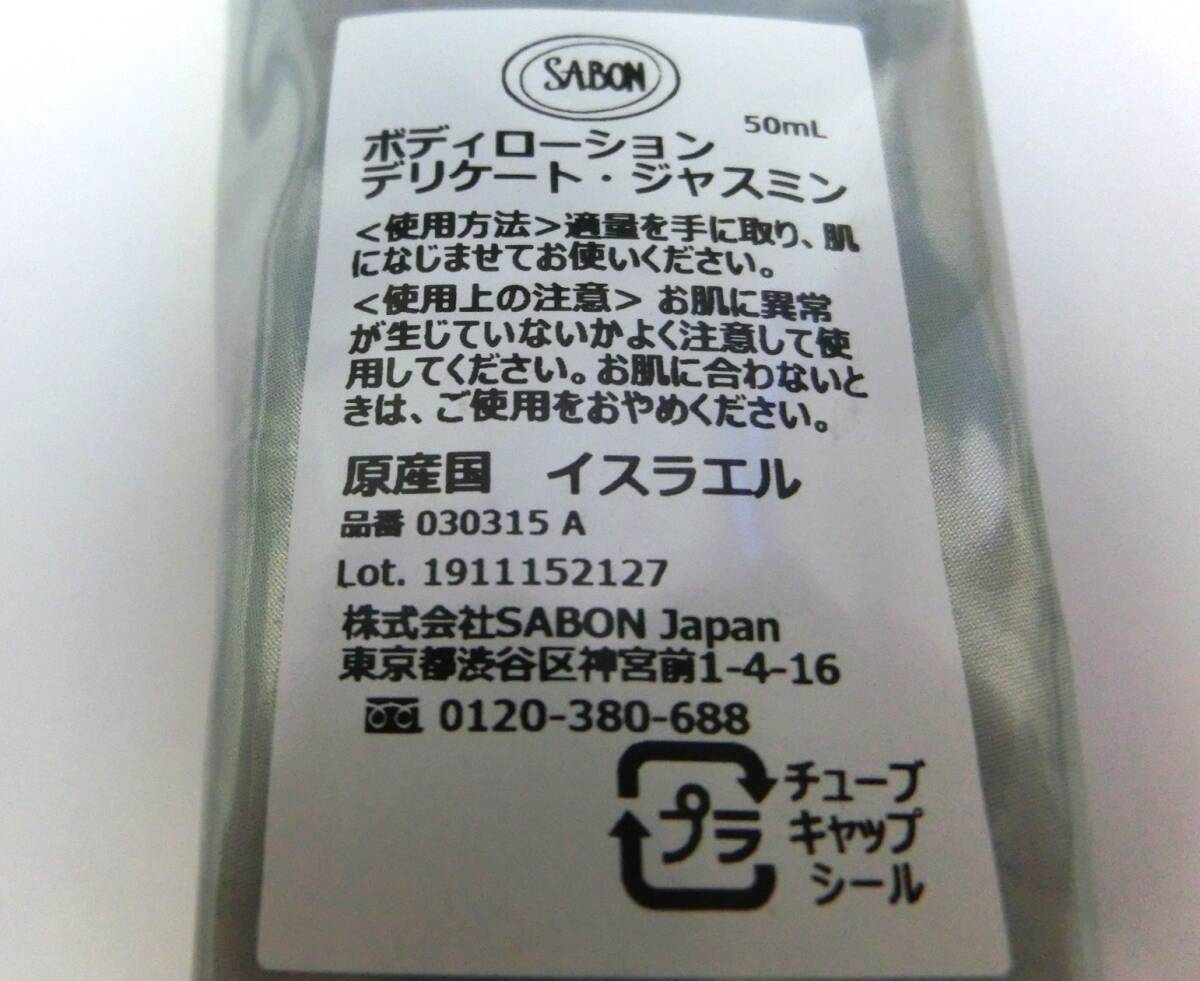 SABON
50mL
ボディローション
デリケート・ジャスミン
<使用方法>適量を手に取り、肌
になじませてお使いください。
<使用上の注意> お肌に異常
が生じていないかよく注意して使
用してください。お肌に合わないと
きは、ご使用をおやめください。
原産国　イスラエル
品番 030315 A
Lot. 1911152127
株式会社SABON Japan
東京都渋谷区神宮前1-4-16
0120-380-688
プラ
チューブ
キャップ
シール